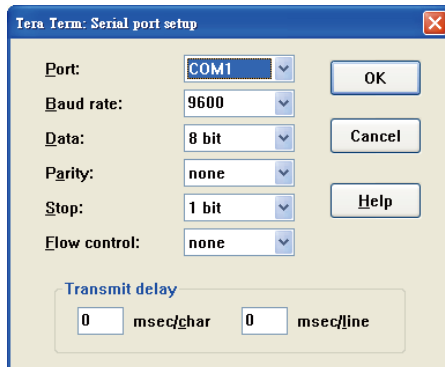 Tera Term: Serial port setup
Port: COM1
OK
Baud rate: 9600
Data: 8 bit
Cancel
Parity: none
Stop: 1 bit
Help
Flow control: none
Transmit delay
0 msec/char 0 msec/line